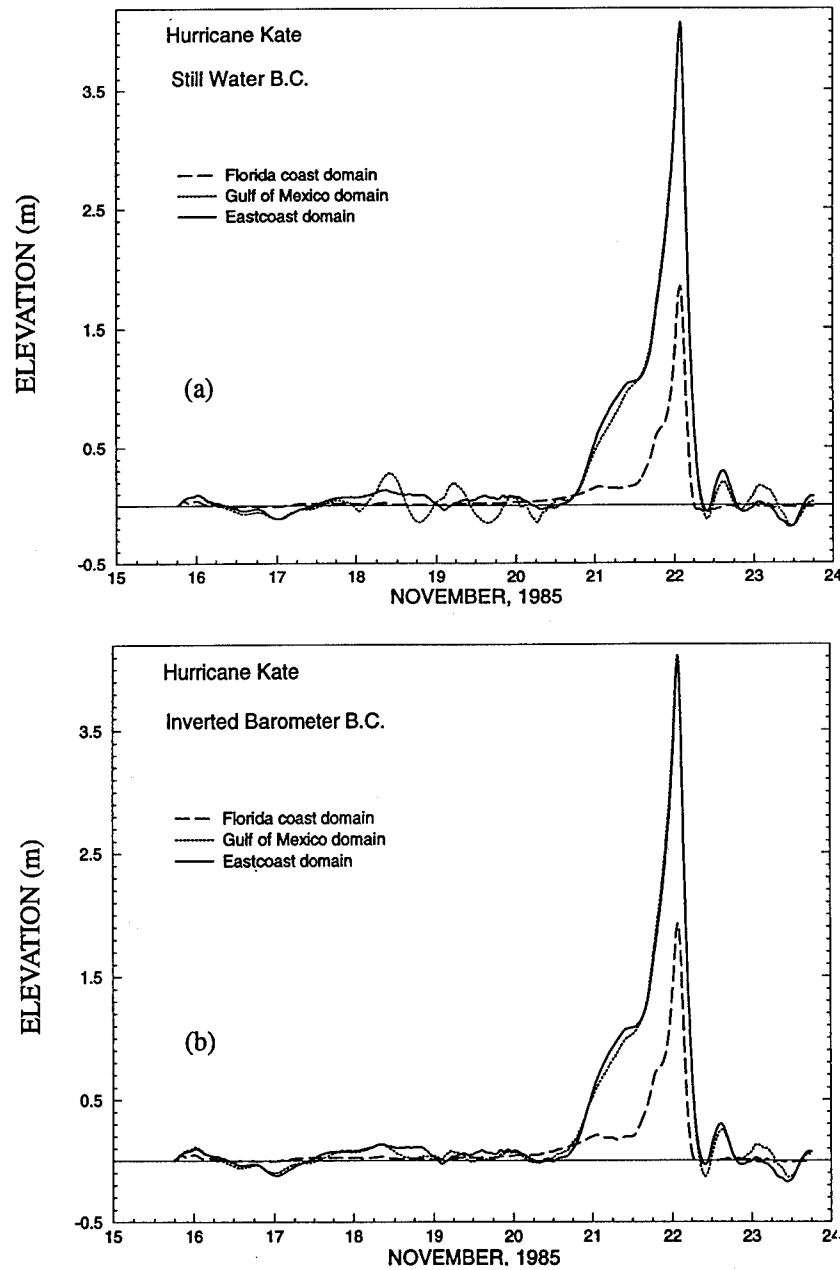 Hurricane Kate
Still Water B.C.
Florida coast domain
Gulf of Mexico domain
Eastcoast domain
ELEVATION (m)
3.5
2.5
1.5
0.5
-0.5
(a)
15 16 17 18 19 20 21 22 23 24
NOVEMBER, 1985
Hurricane Kate
Inverted Barometer B.C.
Florida coast domain
Gulf of Mexico domain
Eastcoast domain
ELEVATION (m)
3.5
2.5
1.5
0.5
-0.5
(b)
15 16 17 18 19 20 21 22 23 24
NOVEMBER, 1985